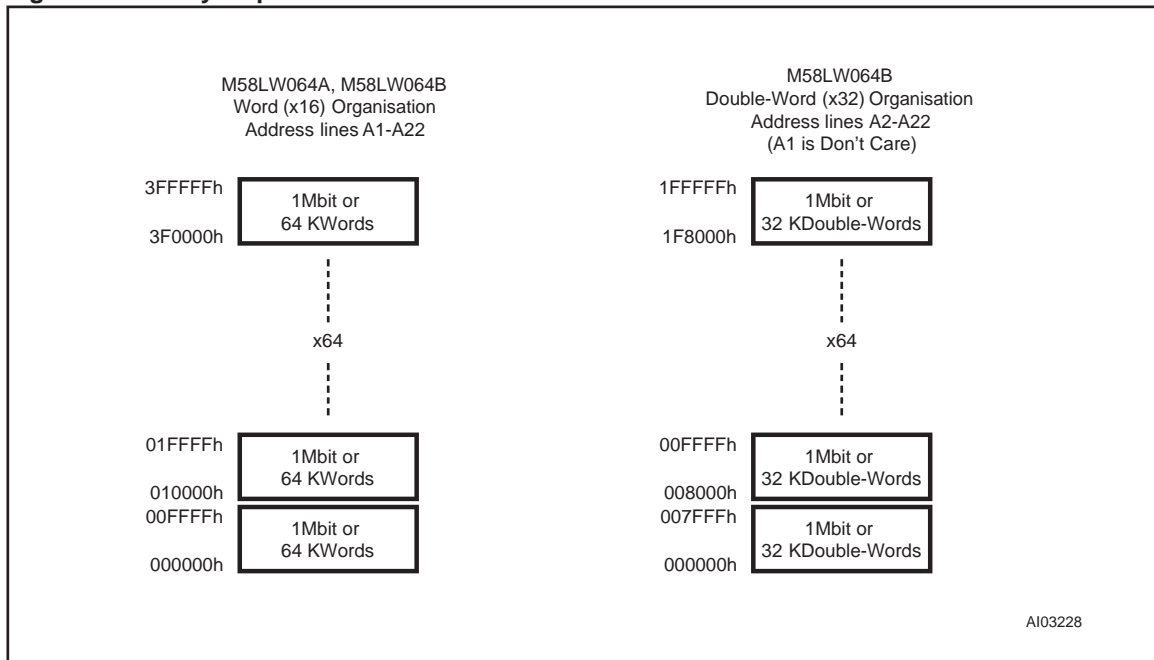 M58LW064A, M58LW064B
Word (x16) Organisation
Address lines A1-A22
3FFFFFh
1Mbit or
64 KWords
3F0000h
x64
01FFFFh
1Mbit or
64 KWords
010000h
00FFFFh
1Mbit or
64 KWords
000000h
M58LW064B
Double-Word (x32) Organisation
Address lines A2-A22
(A1 is Don't Care)
1FFFFFh
1Mbit or
32 KDouble-Words
1F8000h
x64
00FFFFh
1Mbit or
32 KDouble-Words
008000h
007FFFh
1Mbit or
32 KDouble-Words
000000h
AI03228